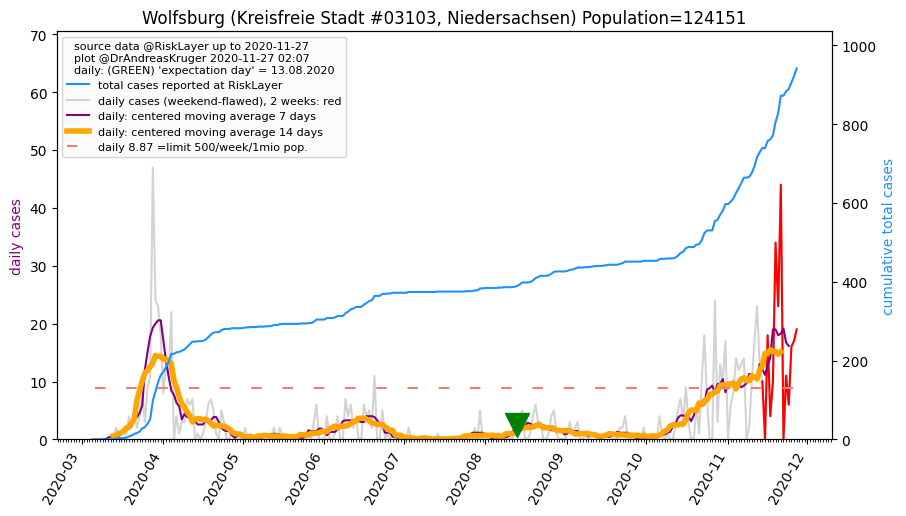 Wolfsburg (Kreisfreie Stadt #03103, Niedersachsen) Population=124151
source data @RiskLayer up to 2020-11-27
plot @DrAndreasKruger 2020-11-27 02:07
daily: (GREEN) 'expectation day' = 13.08.2020
total cases reported at RiskLayer
daily cases (weekend-flawed), 2 weeks: red
daily: centered moving average 7 days
daily: centered moving average 14 days
daily 8.87 =limit 500/week/1mio pop.
daily cases
70
60
50
40
30
20
10
0
cumulative total cases
1000
800
600
400
200
0
2020-03
2020-04
2020-05
2020-06
2020-07
2020-08
2020-09
2020-10
2020-11
2020-12